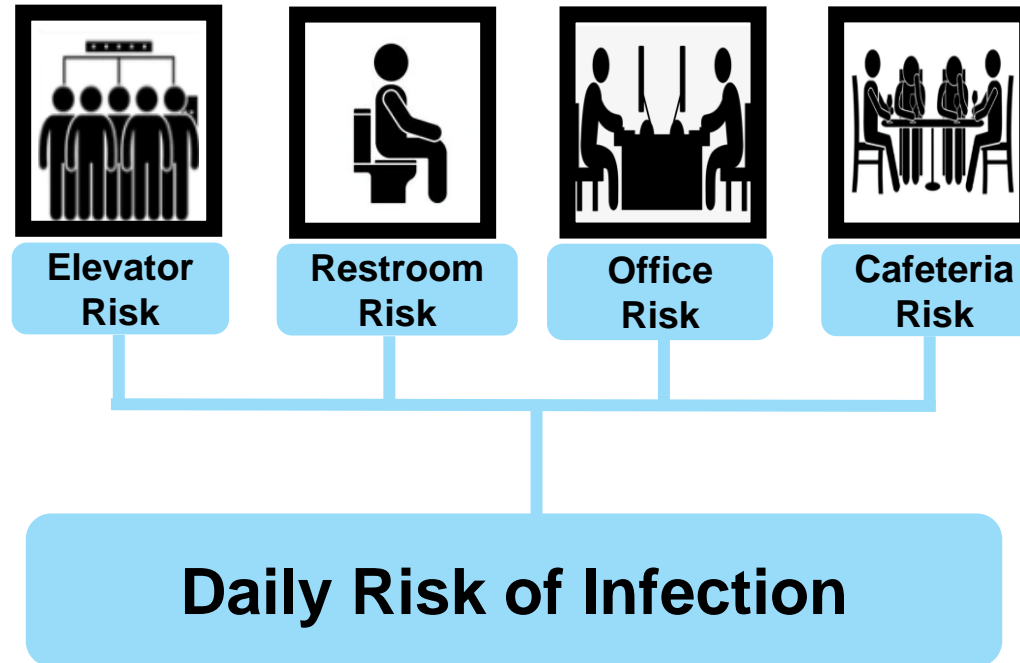 Elevator
Risk
Restroom
Risk
Office
Risk
Cafeteria
Risk
Daily Risk of Infection